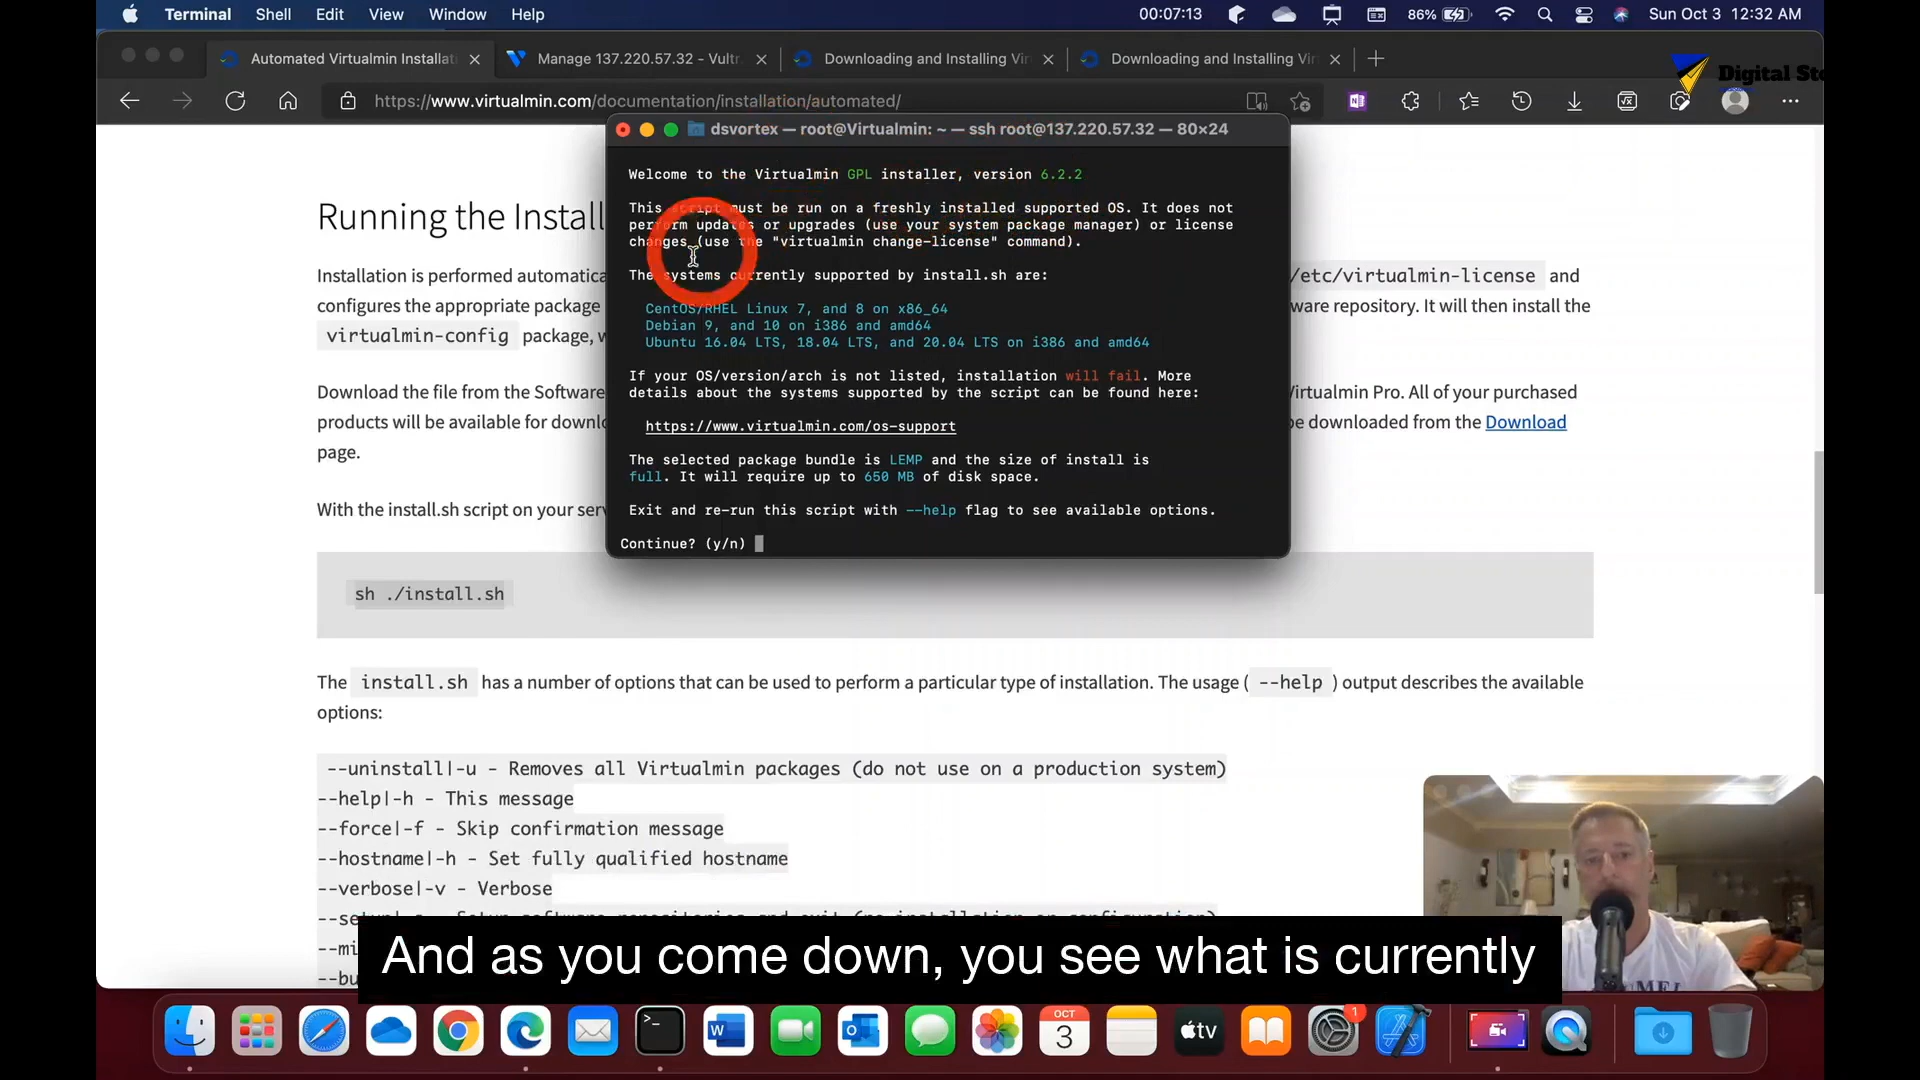 Terminal Shell Edit View Window Help 00:07:13 86% Sun Oct 3 12:32 AM
Automated Virtualmin Installat Manage 137.220.57.32 - Vultr Downloading and Installing Vir Downloading and Installing Vir
Digital Sto
https://www.virtualmin.com/documentation/installation/automated/
dsvortex — root@Virtualmin: ~ — ssh root@137.220.57.32 — 80×24
Welcome to the Virtualmin GPL installer, version 6.2.2
This script must be run on a freshly installed supported OS. It does not
perform updates or upgrades (use your system package manager) or license
changes (use the "virtualmin change-license" command).
The systems currently supported by install.sh are:
CentOS/RHEL Linux 7, and 8 on x86_64
Debian 9, and 10 on i386 and amd64
Ubuntu 16.04 LTS, 18.04 LTS, and 20.04 LTS on i386 and amd64
If your OS/version/arch is not listed, installation will fail. More
details about the systems supported by the script can be found here:
https://www.virtualmin.com/os-support
The selected package bundle is LEMP and the size of install is
full. It will require up to 650 MB of disk space.
Exit and re-run this script with --help flag to see available options.
Continue? (y/n)
Running the Install
Installation is performed automatica /etc/virtualmin-license and
configures the appropriate package ware repository. It will then install the
virtualmin-config package, w
Download the file from the Software Virtualmin Pro. All of your purchased
products will be available for downlo be downloaded from the Download
page.
With the install.sh script on your serv
sh ./install.sh
The install.sh has a number of options that can be used to perform a particular type of installation. The usage ( --help ) output describes the available
options:
--uninstall|-u - Removes all Virtualmin packages (do not use on a production system)
--help|-h - This message
--force|-f - Skip confirmation message
--hostname|-h - Set fully qualified hostname
--verbose|-v - Verbose
--mi
--bu
And as you come down, you see what is currently
OCT
3
tv
1